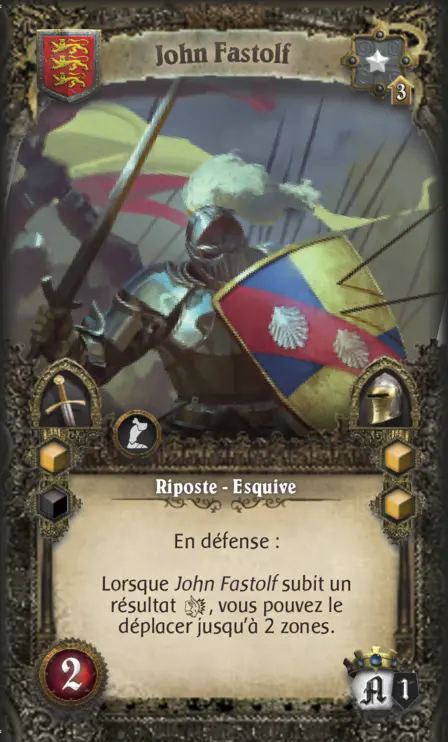 John Fastolf
3
Riposte - Esquive
En défense :
Lorsque John Fastolf subit un
résultat , vous pouvez le
déplacer jusqu'à 2 zones.
2
A 1